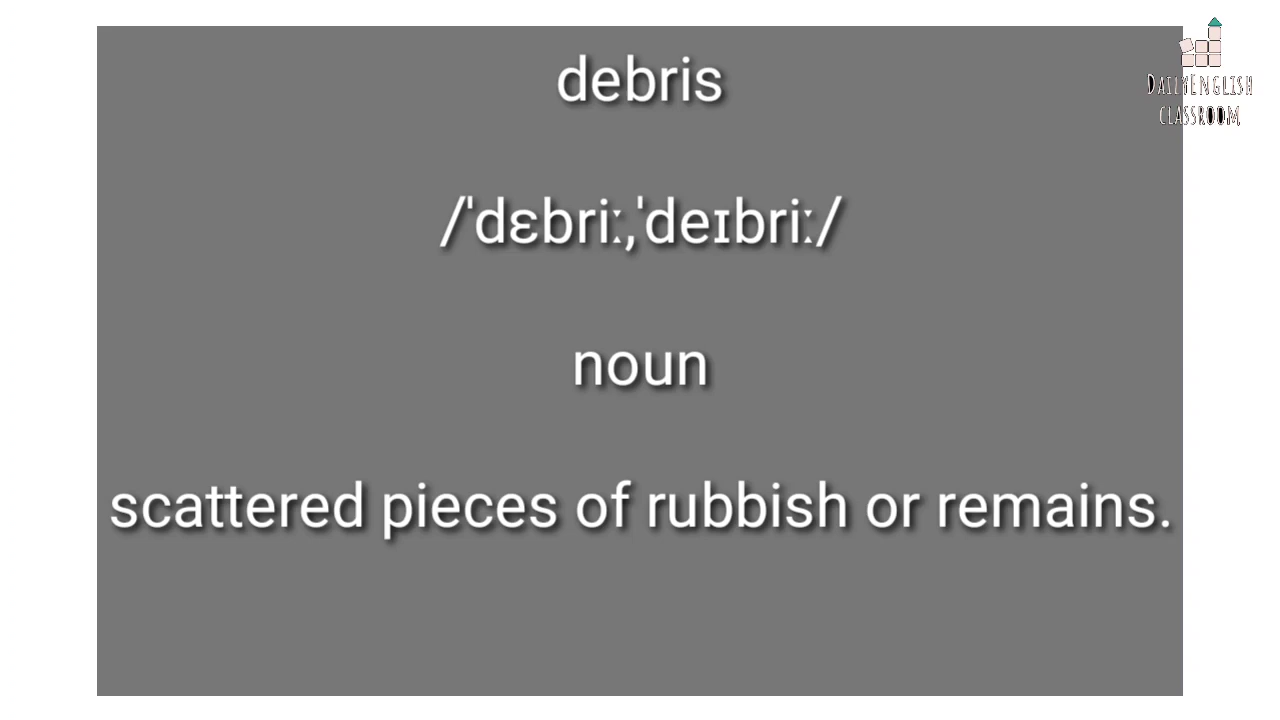 debris
/ˈdɛbriː,ˈdeɪbriː/
noun
scattered pieces of rubbish or remains.
DAILYENGLISH
CLASSROOM